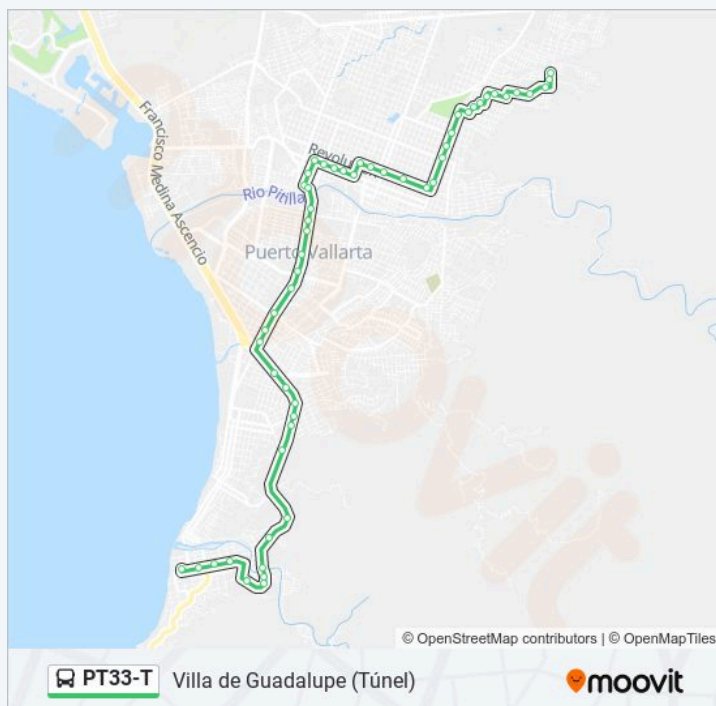 Francisco Medina Ascencio
Revolu
Rio Pitilla
Puerto Vallarta
© OpenStreetMap contributors | © OpenMapTiles
PT33-T Villa de Guadalupe (Túnel)
moovit